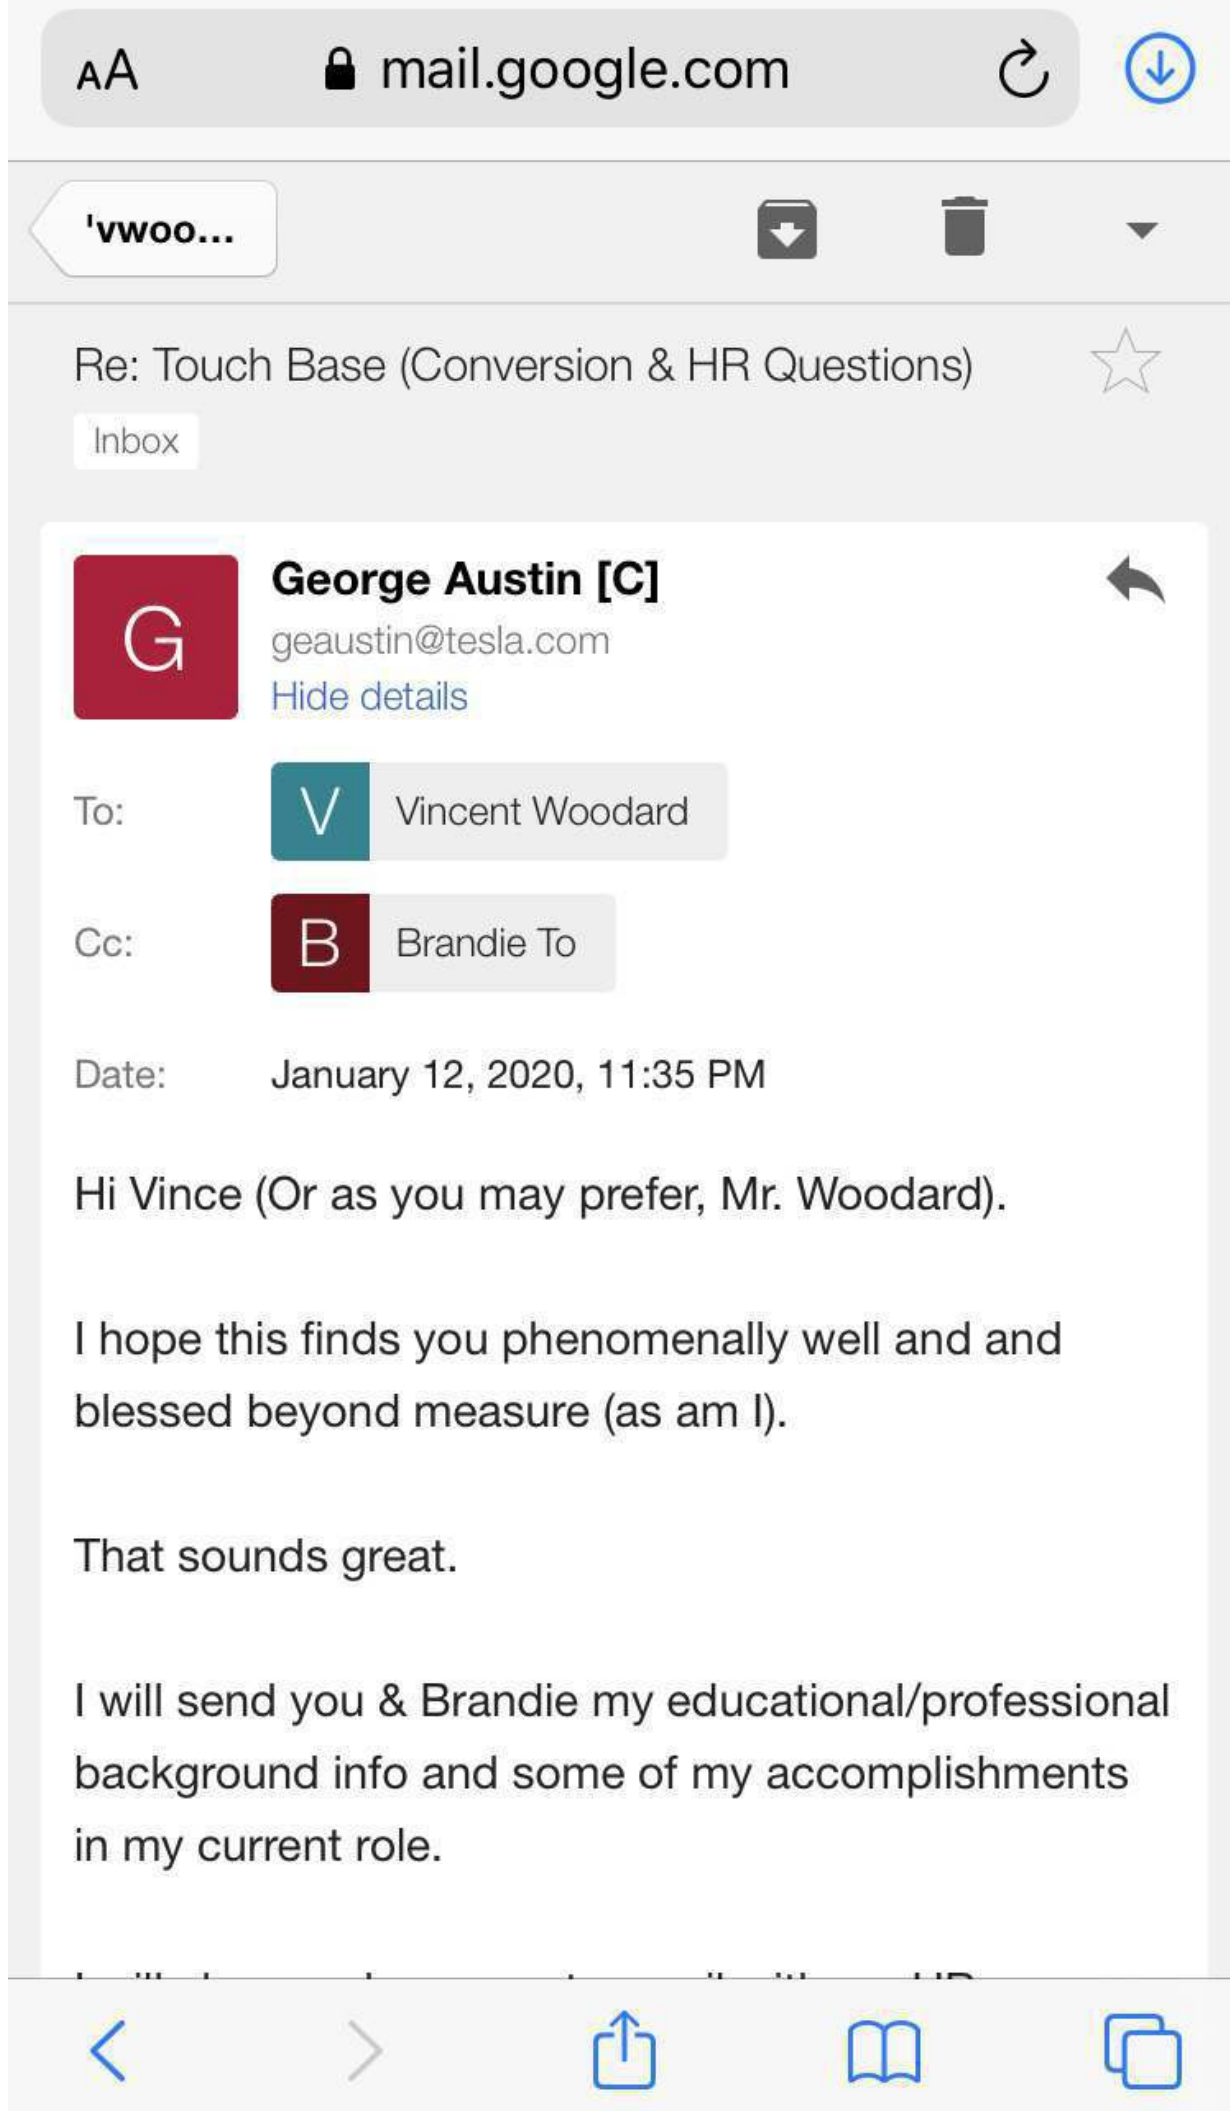 AA mail.google.com
'vwoo...
Re: Touch Base (Conversion & HR Questions)
Inbox
G
George Austin [C]
geaustin@tesla.com
Hide details
To: V Vincent Woodard
Cc: B Brandie To
Date: January 12, 2020, 11:35 PM
Hi Vince (Or as you may prefer, Mr. Woodard).
I hope this finds you phenomenally well and and
blessed beyond measure (as am I).
That sounds great.
I will send you & Brandie my educational/professional
background info and some of my accomplishments
in my current role.